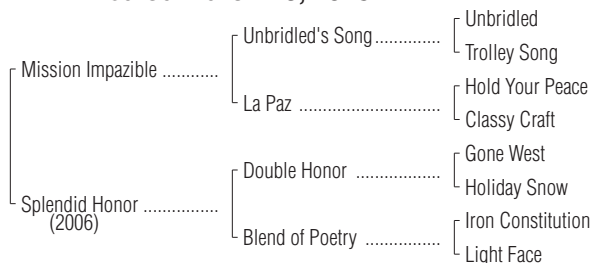 Unbridled
Unbridled's Song..............
Trolley Song
Mission Impazible ............
Hold Your Peace
La Paz ..............................
Classy Craft
Gone West
Double Honor ..................
Holiday Snow
Splendid Honor ................
(2006)
Iron Constitution
Blend of Poetry ................
Light Face